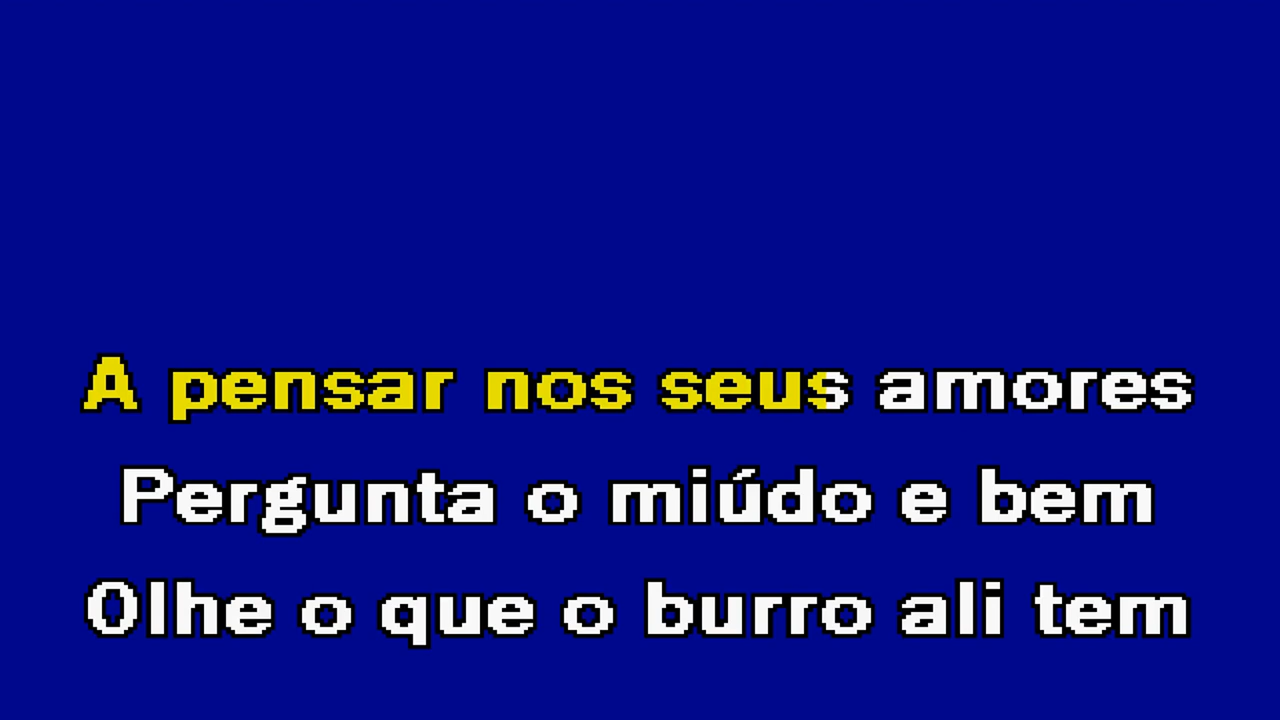 A pensar nos seus amores
Pergunta o miúdo e bem
Olhe o que o burro ali tem